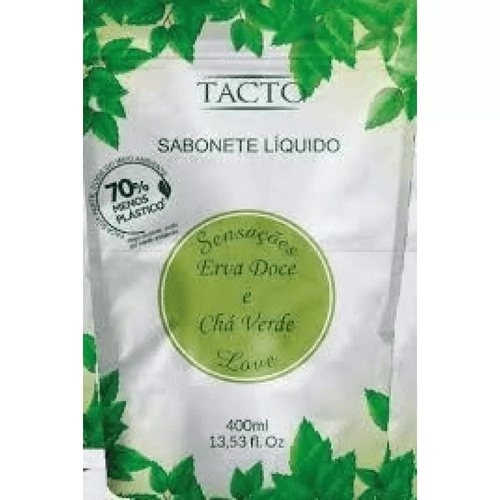 TACTO
SABONETE LÍQUIDO
70%
MENOS
PLÁSTICO
Sensações
Erva Doce
e
Chá Verde
Love
400ml
13,53 fl. Oz